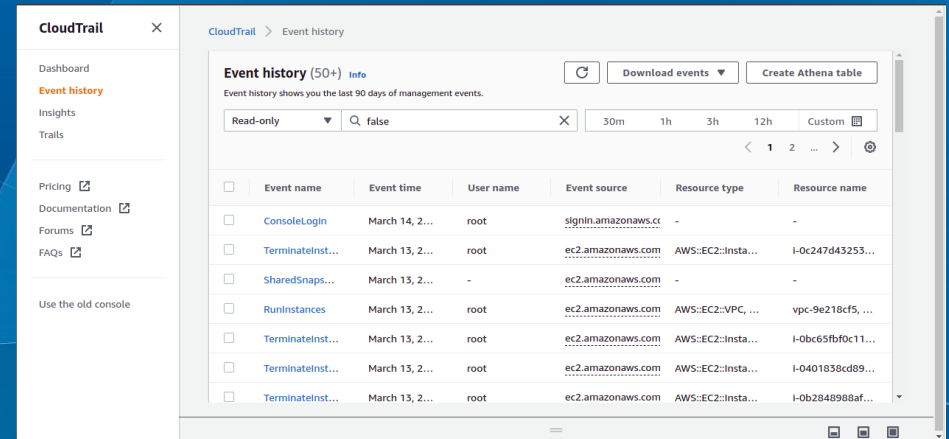 CloudTrail
Dashboard
Event history
Insights
Trails
Pricing
Documentation
Forums
FAQs
Use the old console
CloudTrail > Event history
Event history (50+) Info
Event history shows you the last 90 days of management events.
Download events
Create Athena table
Read-only
false
30m 1h 3h 12h Custom
1 2 ...
Event name Event time User name Event source Resource type Resource name
ConsoleLogin March 14, 2... root signin.amazonaws.cc - -
TerminateInst... March 13, 2... root ec2.amazonaws.com AWS::EC2::Insta... i-0c247d43253...
SharedSnaps... March 13, 2... - ec2.amazonaws.com - -
RunInstances March 13, 2... root ec2.amazonaws.com AWS::EC2::VPC, ... vpc-9e218cf5, ...
TerminateInst... March 13, 2... root ec2.amazonaws.com AWS::EC2::Insta... i-0bc65fbf0c11...
TerminateInst... March 13, 2... root ec2.amazonaws.com AWS::EC2::Insta... i-0401838cd89...
TerminateInst... March 13, 2... root ec2.amazonaws.com AWS::EC2::Insta... i-0b2848988af...